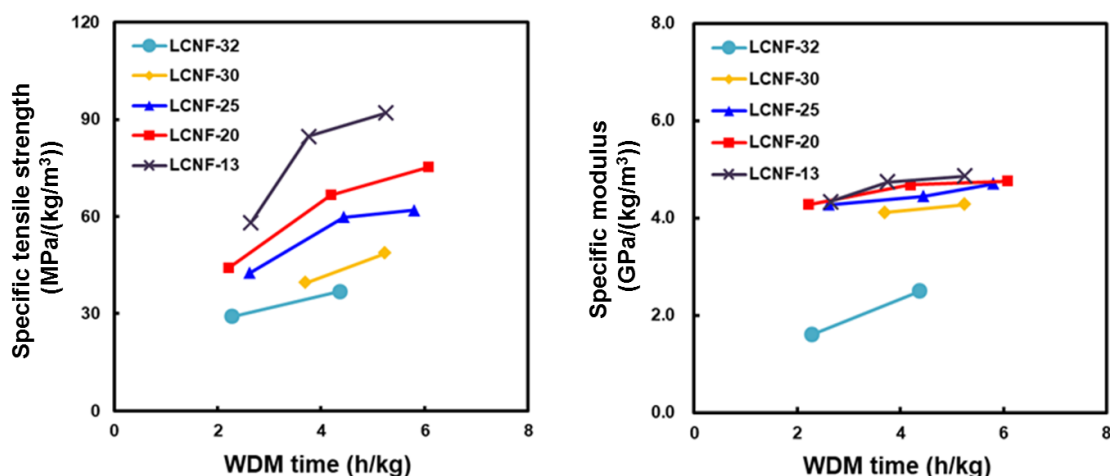 Specific tensile strength
(MPa/(kg/m³))
120
90
60
30
0
LCNF-32
LCNF-30
LCNF-25
LCNF-20
LCNF-13
0 2 4 6 8
WDM time (h/kg)
Specific modulus
(GPa/(kg/m³))
8.0
6.0
4.0
2.0
0.0
LCNF-32
LCNF-30
LCNF-25
LCNF-20
LCNF-13
0 2 4 6 8
WDM time (h/kg)